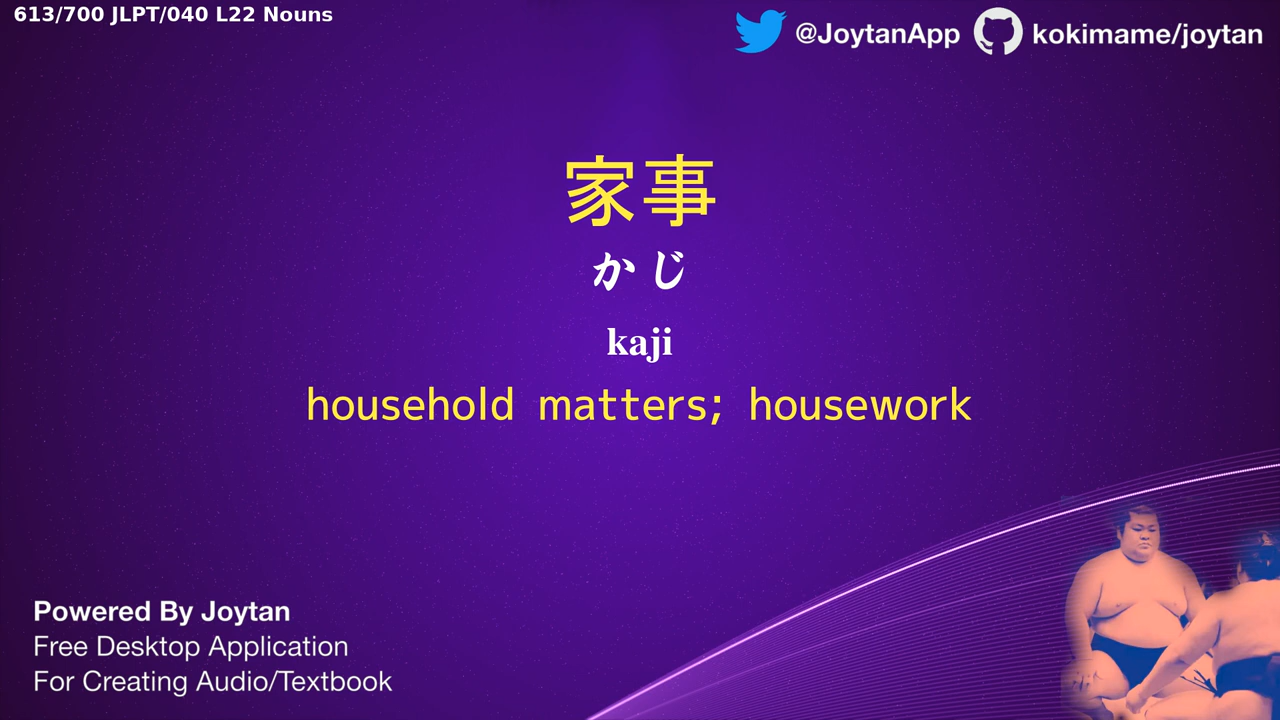 613/700 JLPT/040 L22 Nouns
@JoytanApp
kokimame/joytan
家事
かじ
kaji
household matters; housework
Powered By Joytan
Free Desktop Application
For Creating Audio/Textbook